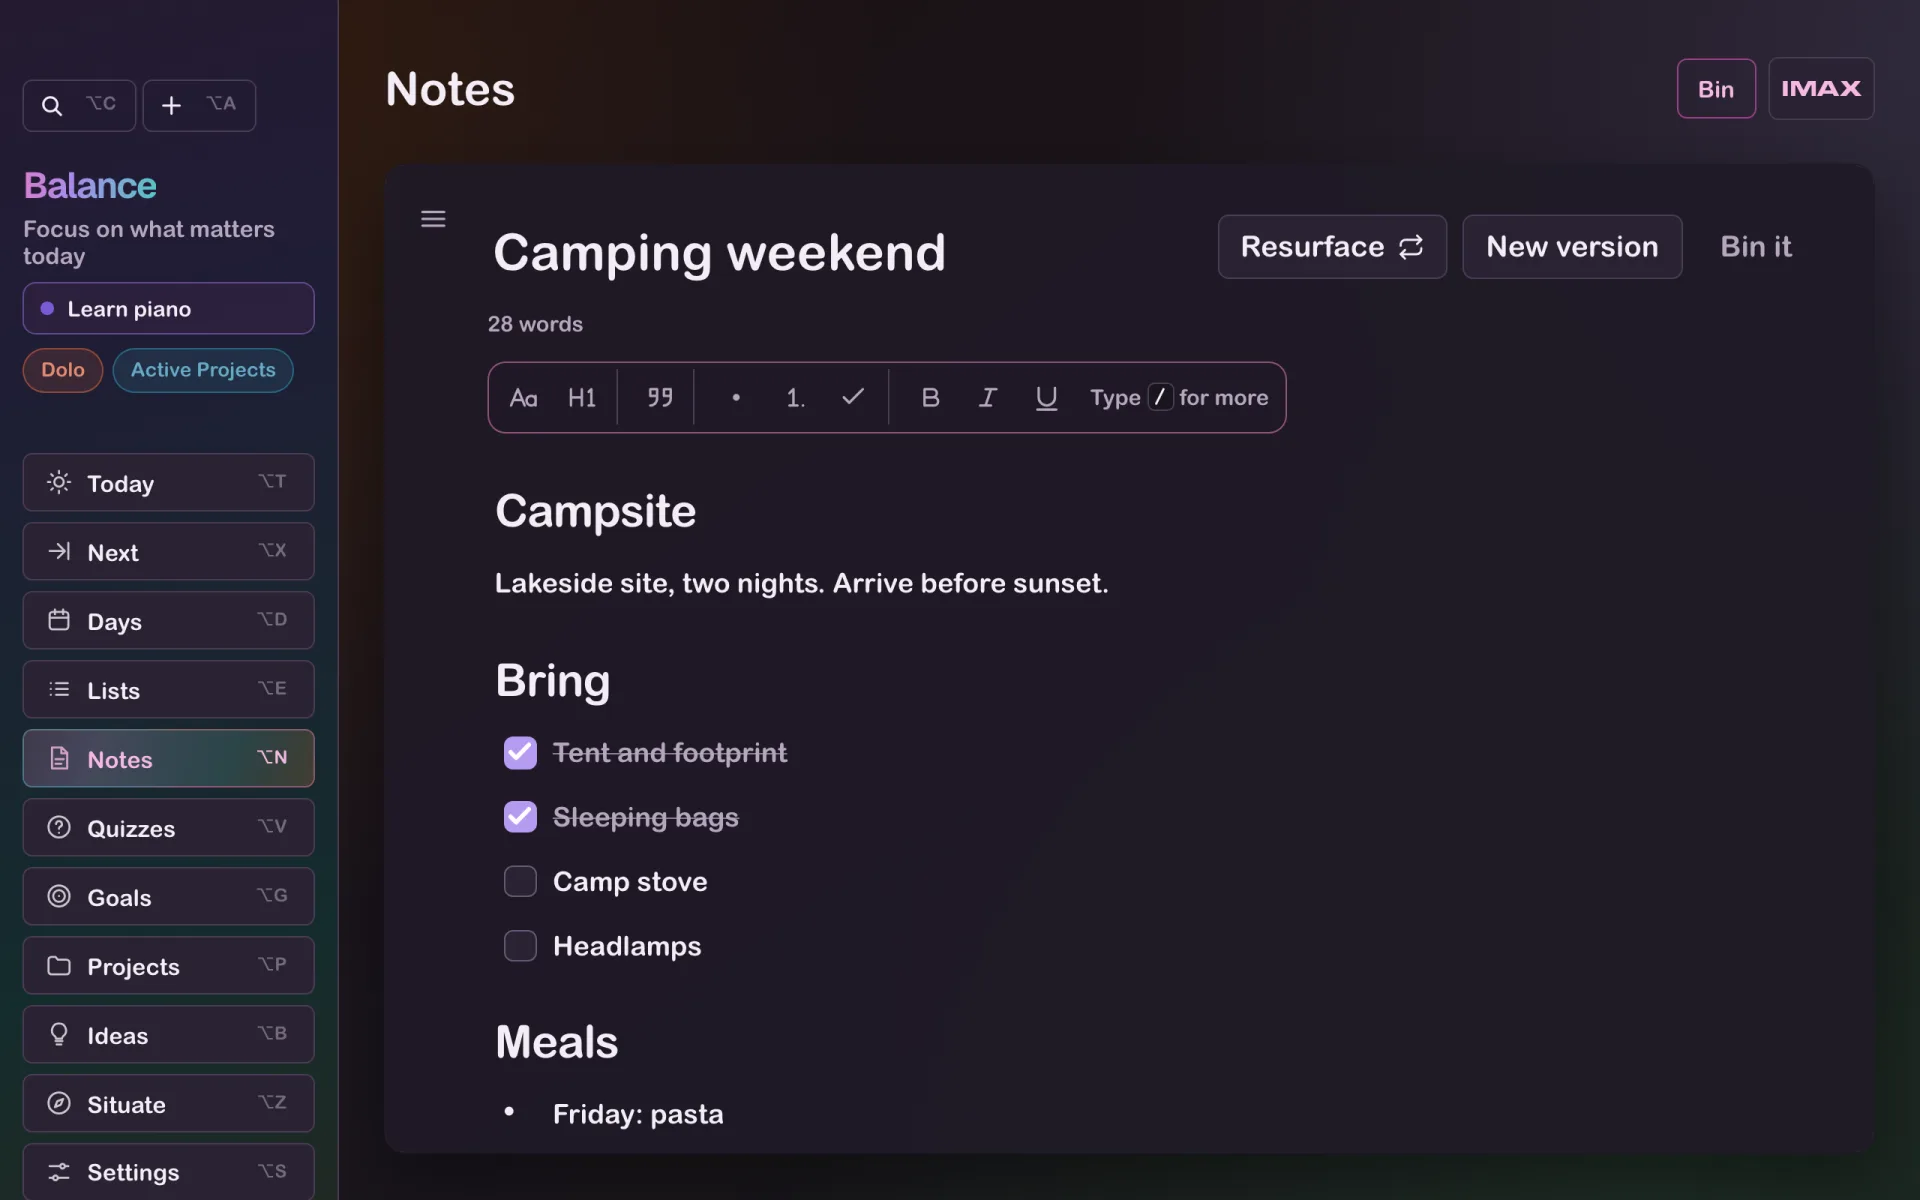 ⌥C
⌥A
Balance
Focus on what matters
today
Learn piano
Dolo
Active Projects
Today ⌥T
Next ⌥X
Days ⌥D
Lists ⌥E
Notes ⌥N
Quizzes ⌥V
Goals ⌥G
Projects ⌥P
Ideas ⌥B
Situate ⌥Z
Settings ⌥S
Notes
Bin
IMAX
Camping weekend
Resurface
New version
Bin it
28 words
Aa H1 99 • 1. B I U Type / for more
Campsite
Lakeside site, two nights. Arrive before sunset.
Bring
Tent and footprint
Sleeping bags
Camp stove
Headlamps
Meals
• Friday: pasta